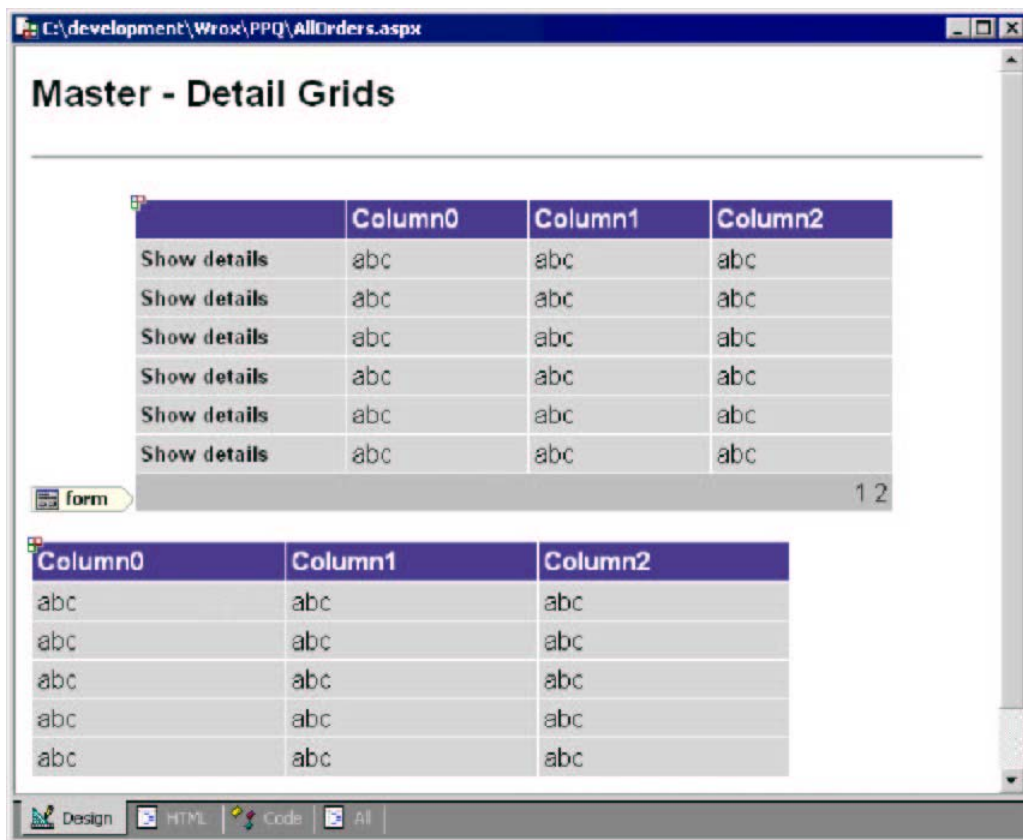 C:\development\Wrox\PPQ\AllOrders.aspx
Master - Detail Grids
Column0 Column1 Column2
Show details abc abc abc
Show details abc abc abc
Show details abc abc abc
Show details abc abc abc
Show details abc abc abc
Show details abc abc abc
form
1 2
Column0 Column1 Column2
abc abc abc
abc abc abc
abc abc abc
abc abc abc
abc abc abc
Design HTML Code All